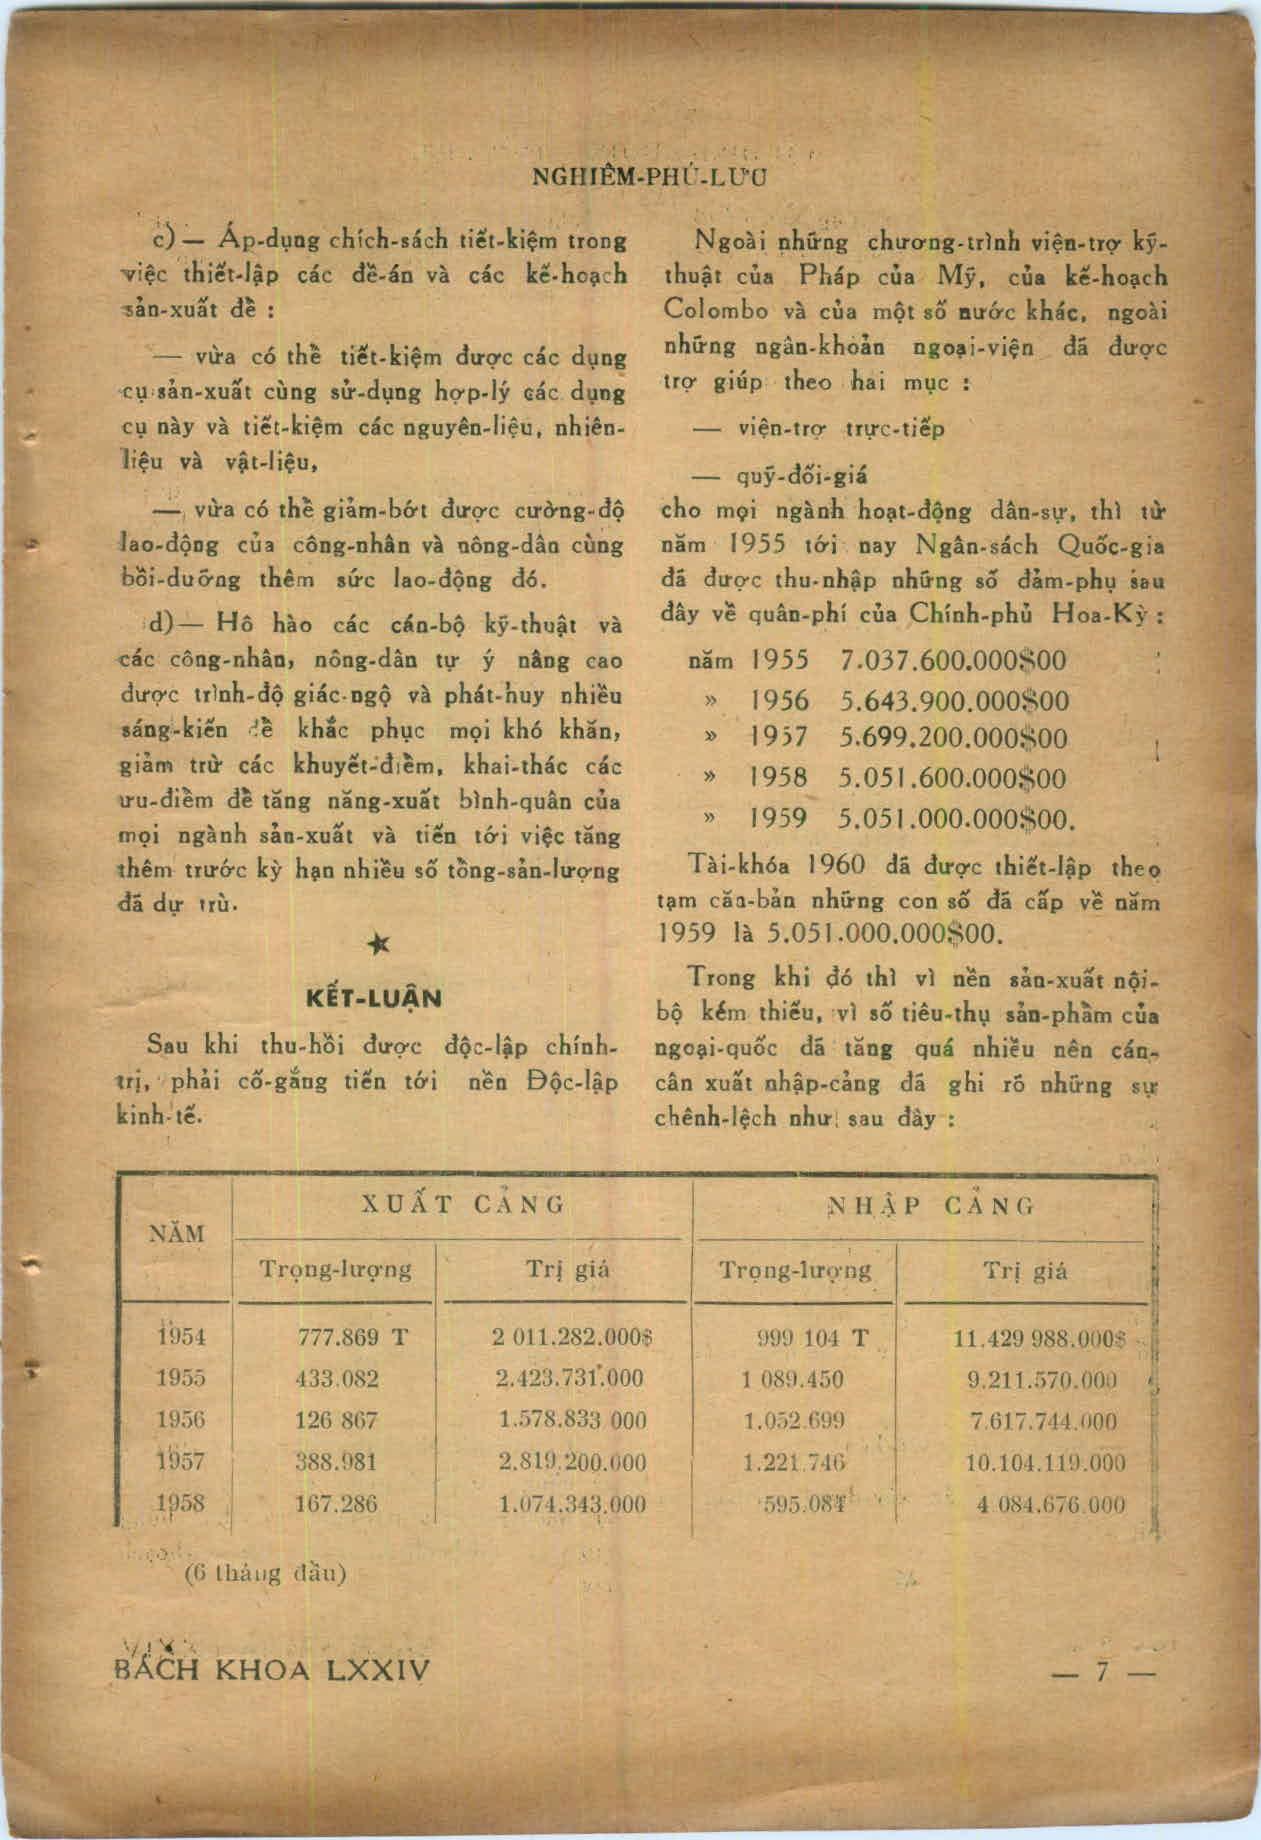 NGHIÊM-PHÚ-LƯU
c) — Áp-dụng chích-sách tiết-kiệm trong
việc thiết-lập các đề-án và các kế-hoạch
sản-xuất để :
— vừa có thể tiết-kiệm được các dụng
cụ sản-xuất cùng sử-dụng hợp-lý các dụng
cụ này và tiết-kiệm các nguyên-liệu, nhiên-
liệu và vật-liệu,
— vừa có thể giảm-bớt được cường-độ
lao-động của công-nhân và nông-dân cùng
bồi-dưỡng thêm sức lao-động đó.
d)— Hô hào các cán-bộ kỹ-thuật và
các công-nhân, nông-dân tự ý nâng cao
được trình-độ giác-ngộ và phát-huy nhiều
sáng-kiến để khắc phục mọi khó khăn,
giảm trừ các khuyết-điểm, khai-thác các
ưu-điểm để tăng năng-xuất bình-quân của
mọi ngành sản-xuất và tiến tới việc tăng
thêm trước kỳ hạn nhiều số tổng-sản-lượng
đã dự trù.
★
KẾT-LUẬN
Sau khi thu-hồi được độc-lập chính-
trị, phải cố-gắng tiến tới nền Độc-lập
kinh-tế.
Ngoài những chương-trình viện-trợ kỹ-
thuật của Pháp của Mỹ, của kế-hoạch
Colombo và của một số nước khác, ngoài
những ngân-khoản ngoại-viện đã được
trợ giúp theo hai mục :
— viện-trợ trực-tiếp
— quỹ-đối-giá
cho mọi ngành hoạt-động dân-sự, thì từ
năm 1955 tới nay Ngân-sách Quốc-gia
đã được thu-nhập những số đảm-phụ sau
đây về quân-phí của Chính-phủ Hoa-Kỳ :
năm 1955 7.037.600.000$00
» 1956 5.643.900.000$00
» 1957 5.699.200.000$00
» 1958 5.051.600.000$00
» 1959 5.051.000.000$00.
Tài-khóa 1960 đã được thiết-lập theo
tạm căn-bản những con số đã cấp về năm
1959 là 5.051.000.000$00.
Trong khi đó thì vì nền sản-xuất nội-
bộ kém thiếu, vì số tiêu-thụ sản-phẩm của
ngoại-quốc đã tăng quá nhiều nên cán-
cân xuất nhập-cảng đã ghi rõ những sự
chênh-lệch như sau đây :
NĂM XUẤT CẢNG NHẬP CẢNG
Trọng-lượng Trị giá Trọng-lượng Trị giá
1954 777.869 T 2 011.282.000$ 999 104 T 11.429 988.000$
1955 433.082 2.423.731.000 1 089.450 9.211.570.000
1956 126 867 1.578.833 000 1.052.699 7.617.744.000
1957 388.981 2.819.200.000 1.221.746 10.104.119.000
1958 167.286 1.074.343.000 4 084.676.000
(6 tháng đầu)
BÁCH KHOA LXXIV
— 7 —